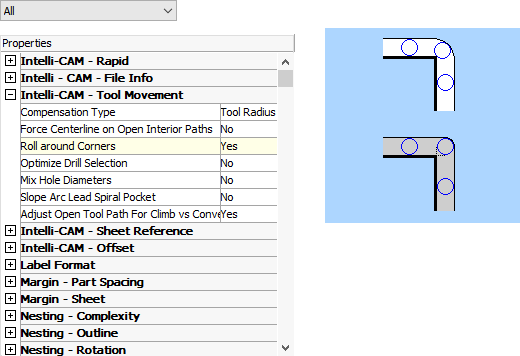 All
Properties
Intelli-CAM - Rapid
Intelli - CAM - File Info
Intelli-CAM - Tool Movement
Compensation Type Tool Radius
Force Centerline on Open Interior Paths No
Roll around Corners Yes
Optimize Drill Selection No
Mix Hole Diameters No
Slope Arc Lead Spiral Pocket No
Adjust Open Tool Path For Climb vs Conve Yes
Intelli-CAM - Sheet Reference
Intelli-CAM - Offset
Label Format
Margin - Part Spacing
Margin - Sheet
Nesting - Complexity
Nesting - Outline
Nesting - Rotation